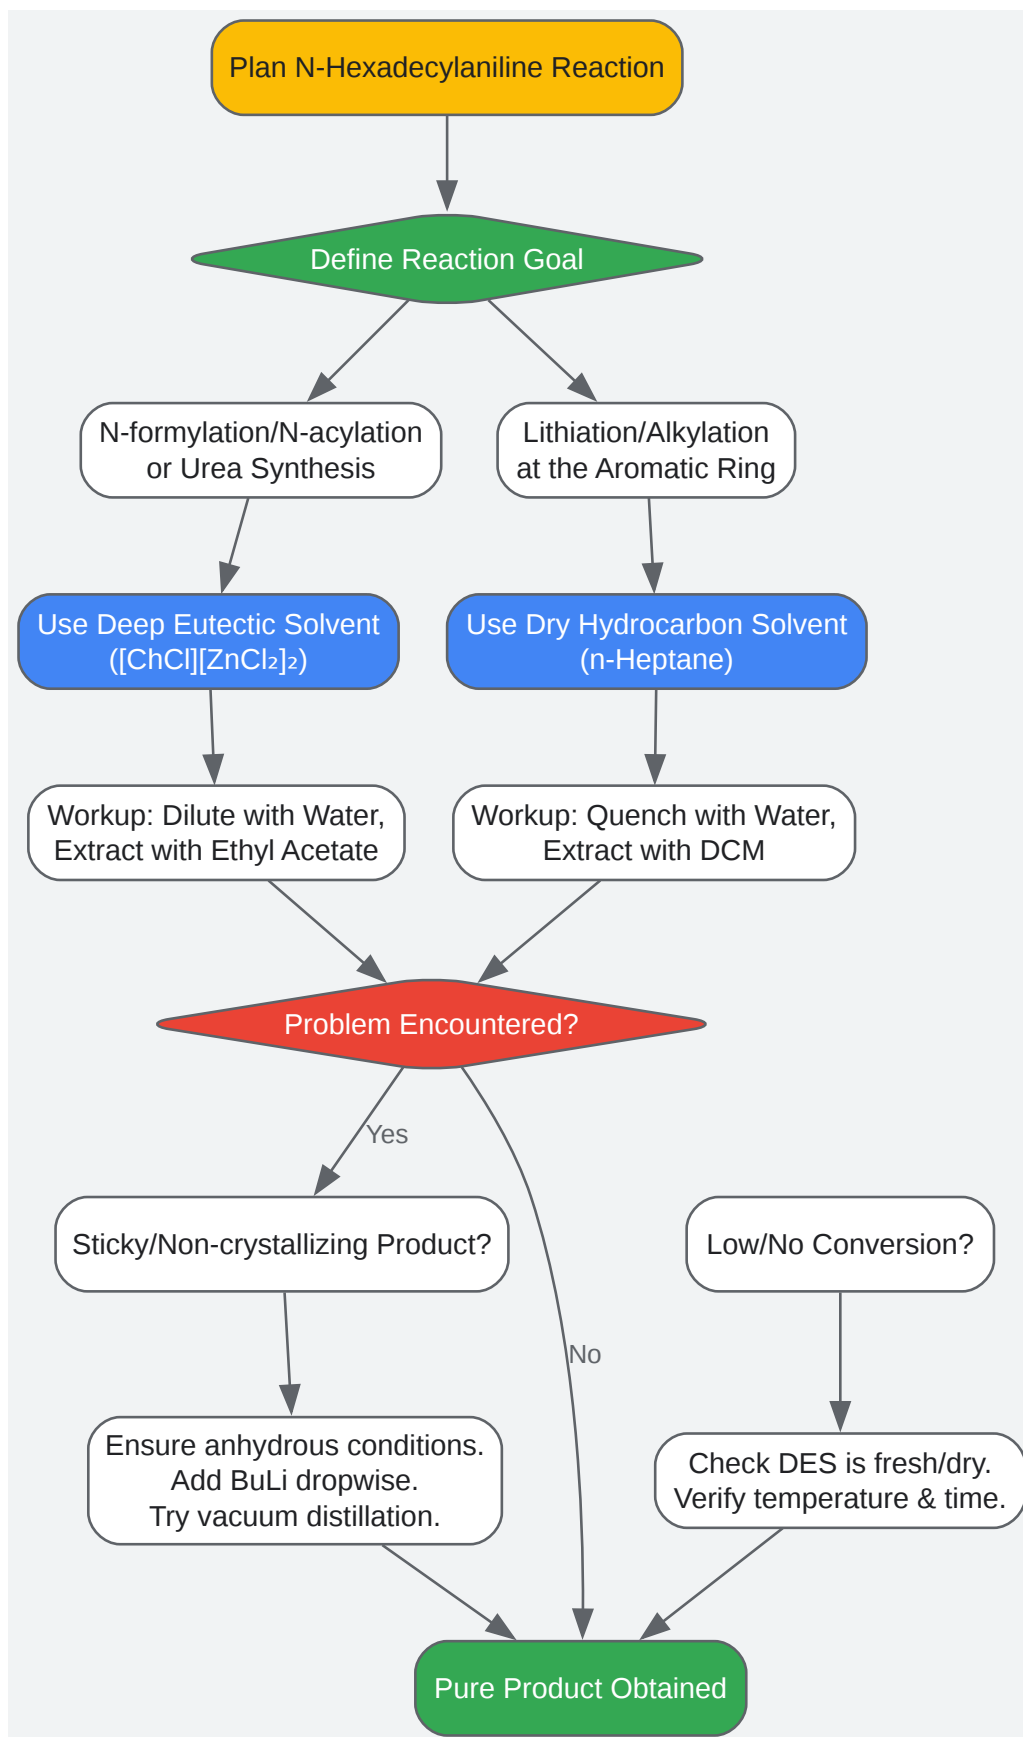 Plan N-Hexadecylaniline Reaction
Define Reaction Goal
N-formylation/N-acylation
or Urea Synthesis
Lithiation/Alkylation
at the Aromatic Ring
Use Deep Eutectic Solvent
([ChCl][ZnCl₂]₂)
Use Dry Hydrocarbon Solvent
(n-Heptane)
Workup: Dilute with Water,
Extract with Ethyl Acetate
Workup: Quench with Water,
Extract with DCM
Problem Encountered?
Yes
Sticky/Non-crystallizing Product?
Low/No Conversion?
No
Ensure anhydrous conditions.
Add BuLi dropwise.
Try vacuum distillation.
Check DES is fresh/dry.
Verify temperature & time.
Pure Product Obtained